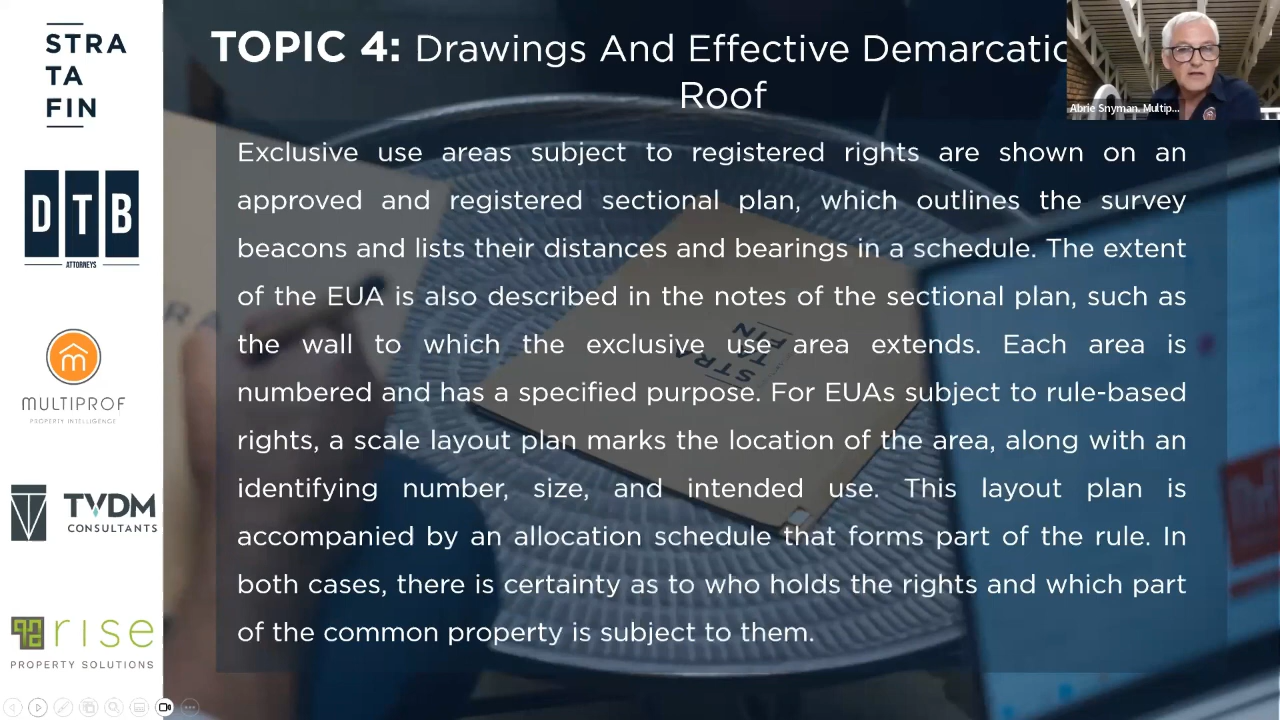 STRA
TA
FIN
DTB
ATTORNEYS
MULTIPROF
PROPERTY INTELLIGENCE
TVDM
CONSULTANTS
rise
PROPERTY SOLUTIONS
TOPIC 4: Drawings And Effective Demarcatio
Roof
Abrie Snyman. Multip...
Exclusive use areas subject to registered rights are shown on an
approved and registered sectional plan, which outlines the survey
beacons and lists their distances and bearings in a schedule. The extent
of the EUA is also described in the notes of the sectional plan, such as
the wall to which the exclusive use area extends. Each area is
numbered and has a specified purpose. For EUAs subject to rule-based
rights, a scale layout plan marks the location of the area, along with an
identifying number, size, and intended use. This layout plan is
accompanied by an allocation schedule that forms part of the rule. In
both cases, there is certainty as to who holds the rights and which part
of the common property is subject to them.
STRA
TA
FIN